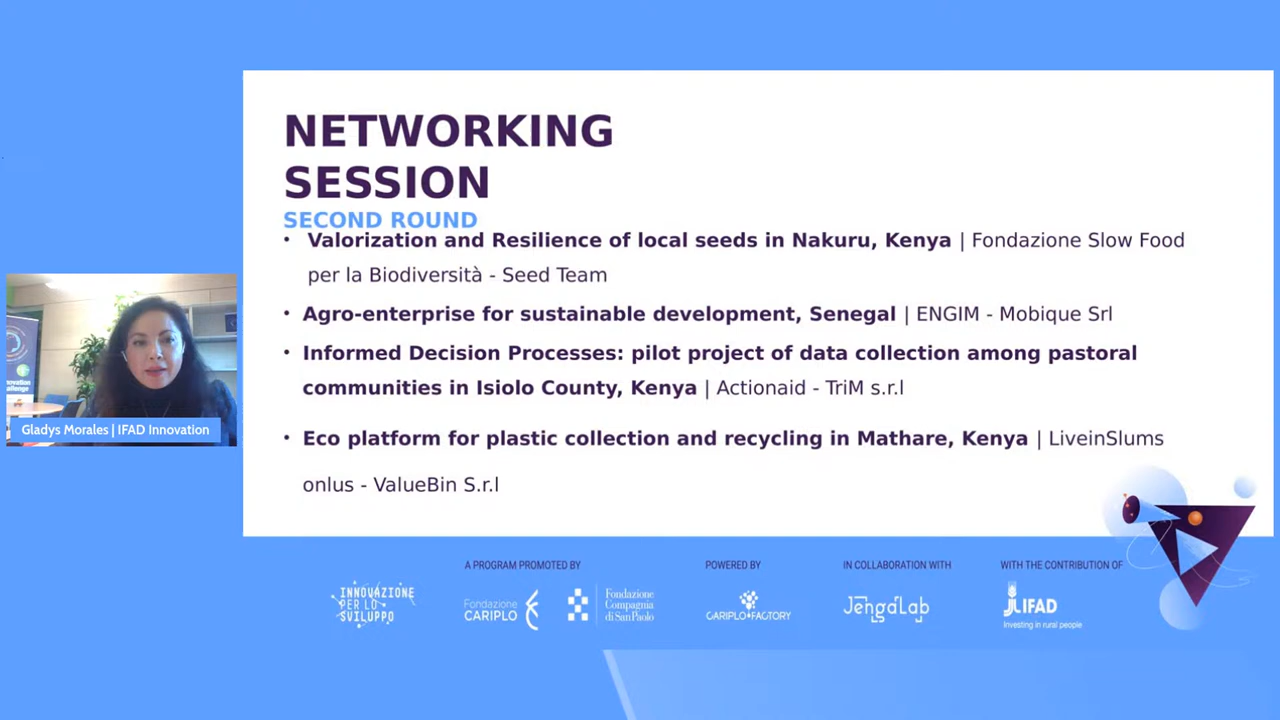 NETWORKING
SESSION
SECOND ROUND
• Valorization and Resilience of local seeds in Nakuru, Kenya | Fondazione Slow Food
per la Biodiversità - Seed Team
• Agro-enterprise for sustainable development, Senegal | ENGIM - Mobique Srl
• Informed Decision Processes: pilot project of data collection among pastoral
communities in Isiolo County, Kenya | Actionaid - TriM s.r.l
• Eco platform for plastic collection and recycling in Mathare, Kenya | LiveinSlums
onlus - ValueBin S.r.l
Gladys Morales | IFAD Innovation
A PROGRAM PROMOTED BY
POWERED BY
IN COLLABORATION WITH
WITH THE CONTRIBUTION OF
INNOVAZIONE
PER LO
SVILUPPO
Fondazione
CARIPLO
Fondazione
Compagnia
di San Paolo
CARIPLO FACTORY
JengaLab
IFAD
Investing in rural people